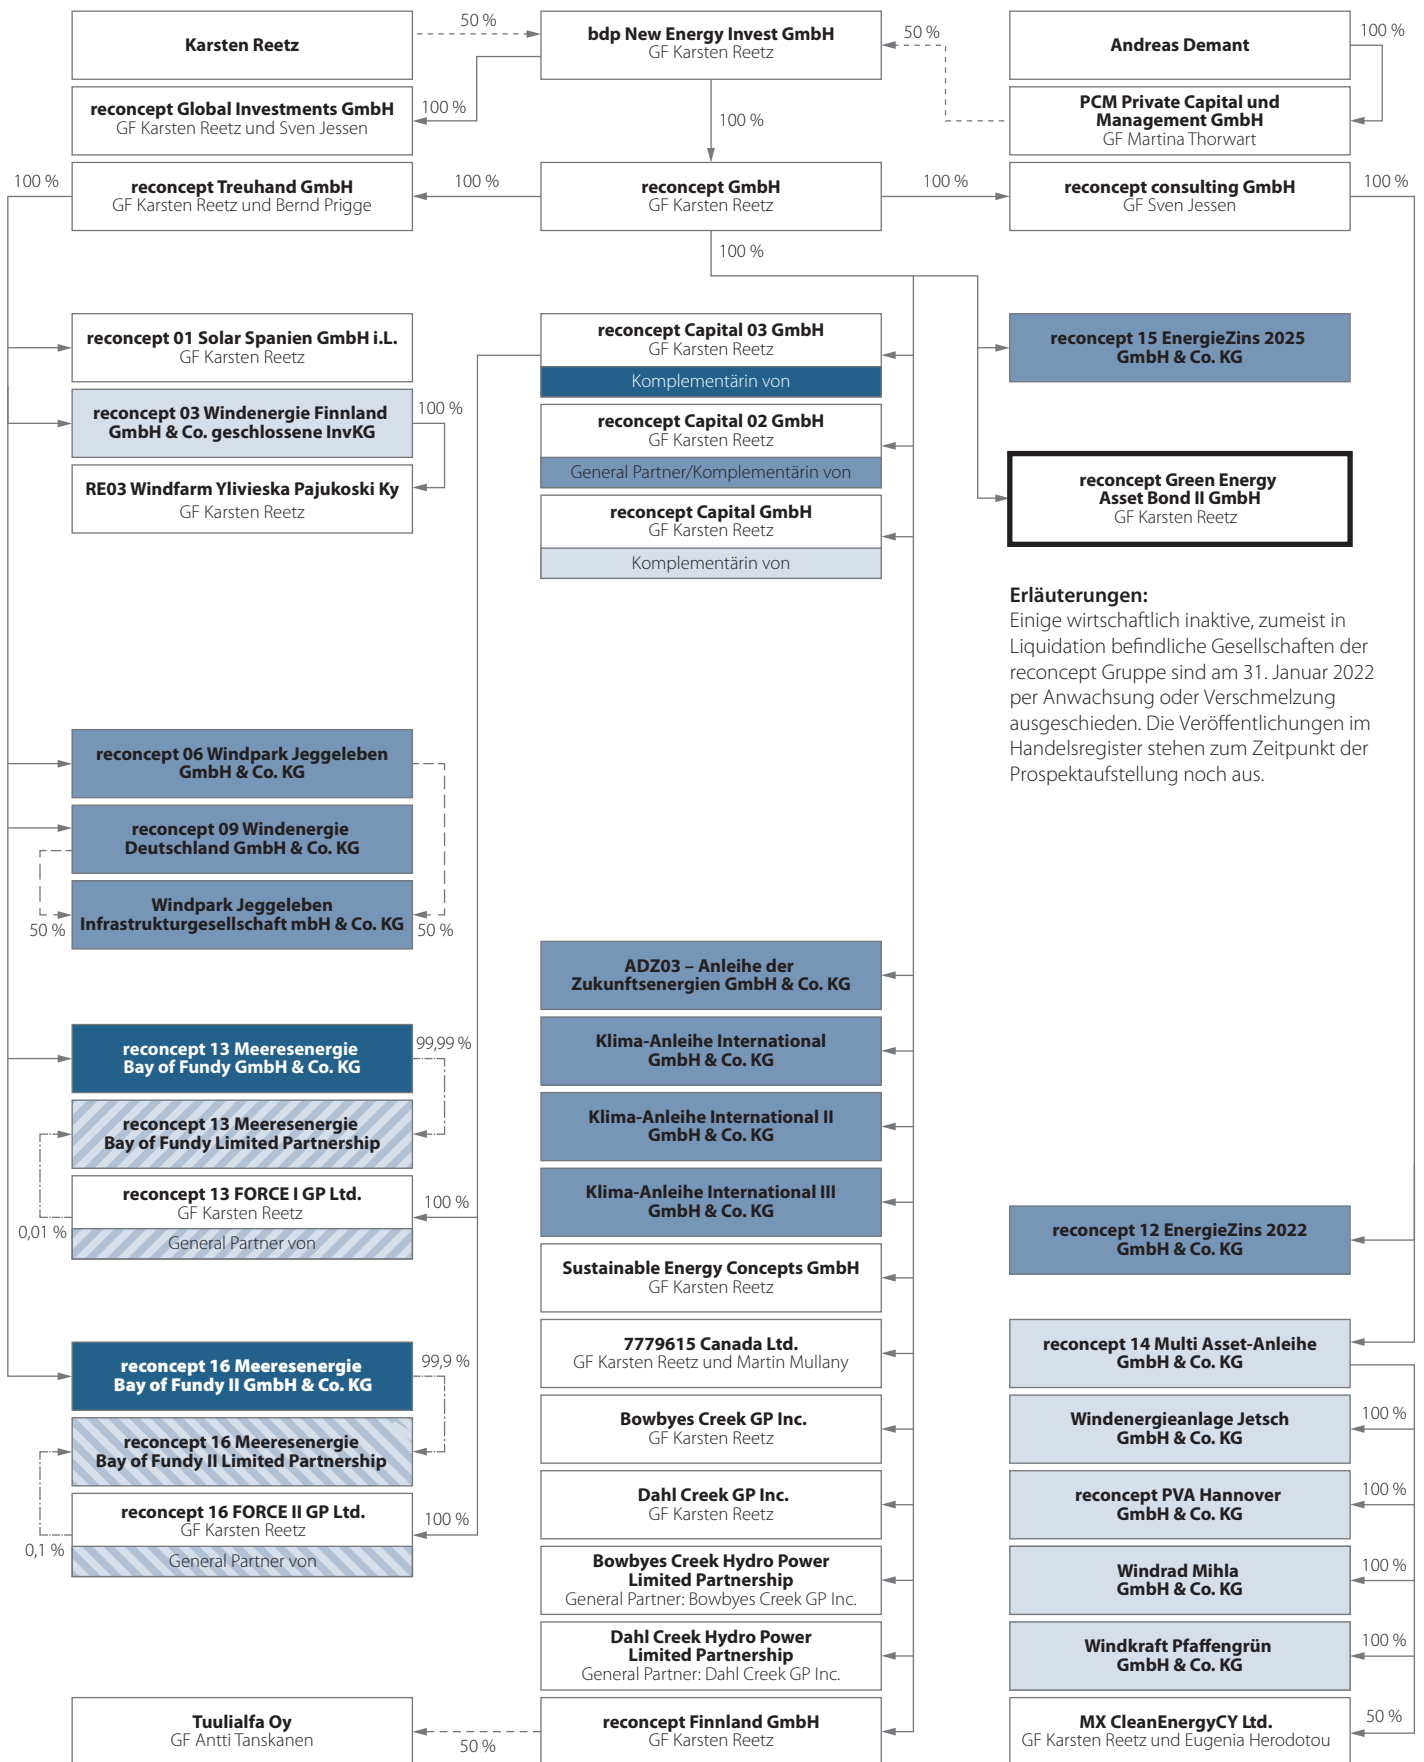 Karsten Reetz
50 %
bdp New Energy Invest GmbH
GF Karsten Reetz
50 %
Andreas Demant
100 %
reconcept Global Investments GmbH
GF Karsten Reetz und Sven Jessen
100 %
100 %
PCM Private Capital und
Management GmbH
GF Martina Thorwart
100 %
reconcept Treuhand GmbH
GF Karsten Reetz und Bernd Prigge
100 %
reconcept GmbH
GF Karsten Reetz
100 %
reconcept consulting GmbH
GF Sven Jessen
100 %
100 %
reconcept 01 Solar Spanien GmbH i.L.
GF Karsten Reetz
reconcept 03 Windenergie Finnland
GmbH & Co. geschlossene InvKG
100 %
RE03 Windfarm Ylivieska Pajukoski Ky
GF Karsten Reetz
reconcept 06 Windpark Jeggeleben
GmbH & Co. KG
reconcept 09 Windenergie
Deutschland GmbH & Co. KG
Windpark Jeggeleben
Infrastrukturgesellschaft mbH & Co. KG
50 %
50 %
reconcept 13 Meeresenergie
Bay of Fundy GmbH & Co. KG
99,99 %
reconcept 13 Meeresenergie
Bay of Fundy Limited Partnership
reconcept 13 FORCE I GP Ltd.
GF Karsten Reetz
General Partner von
100 %
0,01 %
reconcept 16 Meeresenergie
Bay of Fundy II GmbH & Co. KG
99,9 %
reconcept 16 Meeresenergie
Bay of Fundy II Limited Partnership
reconcept 16 FORCE II GP Ltd.
GF Karsten Reetz
General Partner von
100 %
0,1 %
Tuulialfa Oy
GF Antti Tanskanen
50 %
reconcept Capital 03 GmbH
GF Karsten Reetz
Komplementärin von
reconcept Capital 02 GmbH
GF Karsten Reetz
General Partner/Komplementärin von
reconcept Capital GmbH
GF Karsten Reetz
Komplementärin von
ADZ03 – Anleihe der
Zukunftsenergien GmbH & Co. KG
Klima-Anleihe International
GmbH & Co. KG
Klima-Anleihe International II
GmbH & Co. KG
Klima-Anleihe International III
GmbH & Co. KG
Sustainable Energy Concepts GmbH
GF Karsten Reetz
7779615 Canada Ltd.
GF Karsten Reetz und Martin Mullany
Bowbyes Creek GP Inc.
GF Karsten Reetz
Dahl Creek GP Inc.
GF Karsten Reetz
Bowbyes Creek Hydro Power
Limited Partnership
General Partner: Bowbyes Creek GP Inc.
Dahl Creek Hydro Power
Limited Partnership
General Partner: Dahl Creek GP Inc.
reconcept Finnland GmbH
GF Karsten Reetz
reconcept 15 EnergieZins 2025
GmbH & Co. KG
reconcept Green Energy
Asset Bond II GmbH
GF Karsten Reetz
Erläuterungen:
Einige wirtschaftlich inaktive, zumeist in
Liquidation befindliche Gesellschaften der
reconcept Gruppe sind am 31. Januar 2022
per Anwachsung oder Verschmelzung
ausgeschieden. Die Veröffentlichungen im
Handelsregister stehen zum Zeitpunkt der
Prospektaufstellung noch aus.
reconcept 12 EnergieZins 2022
GmbH & Co. KG
reconcept 14 Multi Asset-Anleihe
GmbH & Co. KG
Windenergieanlage Jetsch
GmbH & Co. KG
100 %
reconcept PVA Hannover
GmbH & Co. KG
100 %
Windrad Mihla
GmbH & Co. KG
100 %
Windkraft Pfaffengrün
GmbH & Co. KG
100 %
MX CleanEnergyCY Ltd.
GF Karsten Reetz und Eugenia Herodotou
50 %